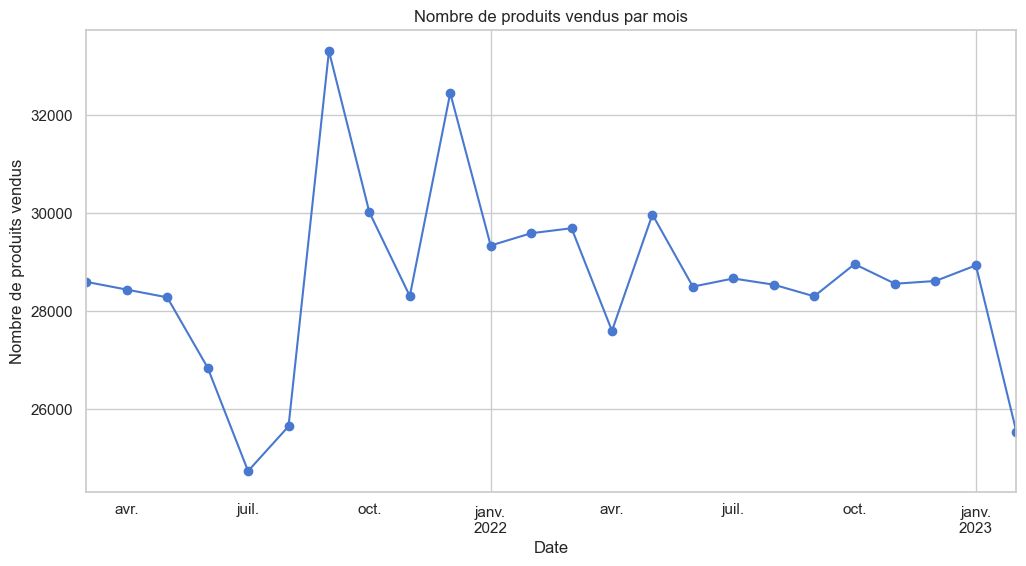 Nombre de produits vendus par mois
Nombre de produits vendus
32000
30000
28000
26000
avr.
juil.
oct.
janv.
2022
avr.
juil.
oct.
janv.
2023
Date